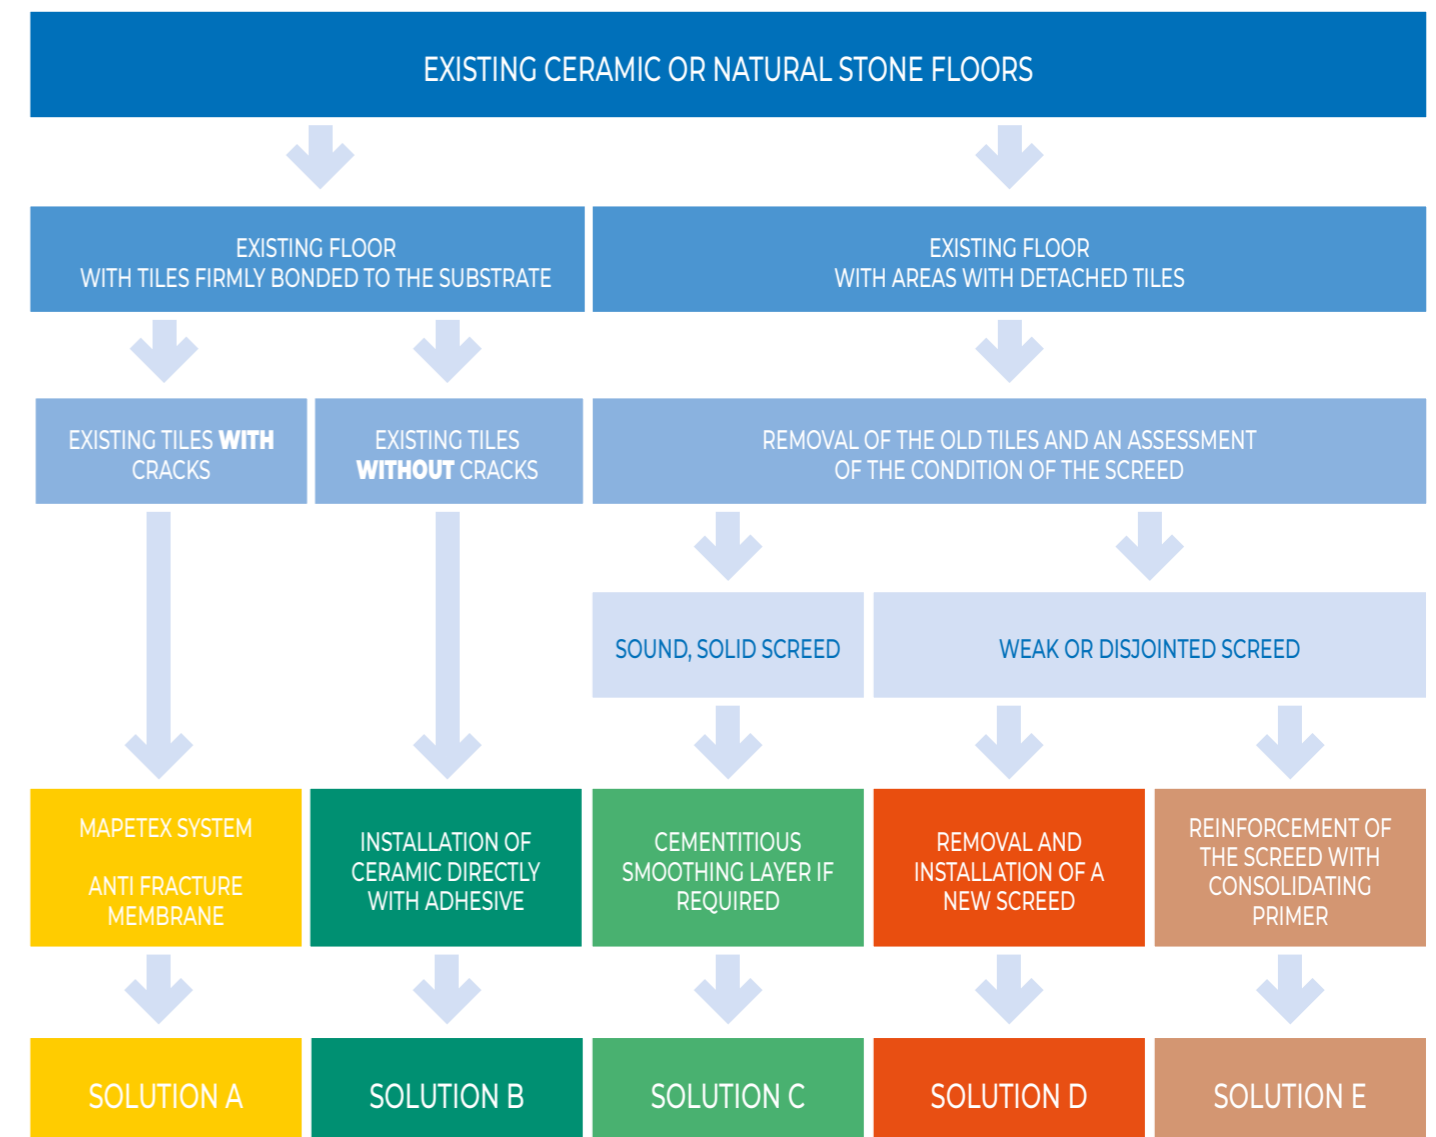 EXISTING CERAMIC OR NATURAL STONE FLOORS
EXISTING FLOOR
WITH TILES FIRMLY BONDED TO THE SUBSTRATE
EXISTING FLOOR
WITH AREAS WITH DETACHED TILES
EXISTING TILES WITH
CRACKS
EXISTING TILES
WITHOUT CRACKS
REMOVAL OF THE OLD TILES AND AN ASSESSMENT
OF THE CONDITION OF THE SCREED
SOUND, SOLID SCREED
WEAK OR DISJOINTED SCREED
MAPETEX SYSTEM
ANTI FRACTURE
MEMBRANE
INSTALLATION OF
CERAMIC DIRECTLY
WITH ADHESIVE
CEMENTITIOUS
SMOOTHING LAYER IF
REQUIRED
REMOVAL AND
INSTALLATION OF A
NEW SCREED
REINFORCEMENT OF
THE SCREED WITH
CONSOLIDATING
PRIMER
SOLUTION A
SOLUTION B
SOLUTION C
SOLUTION D
SOLUTION E